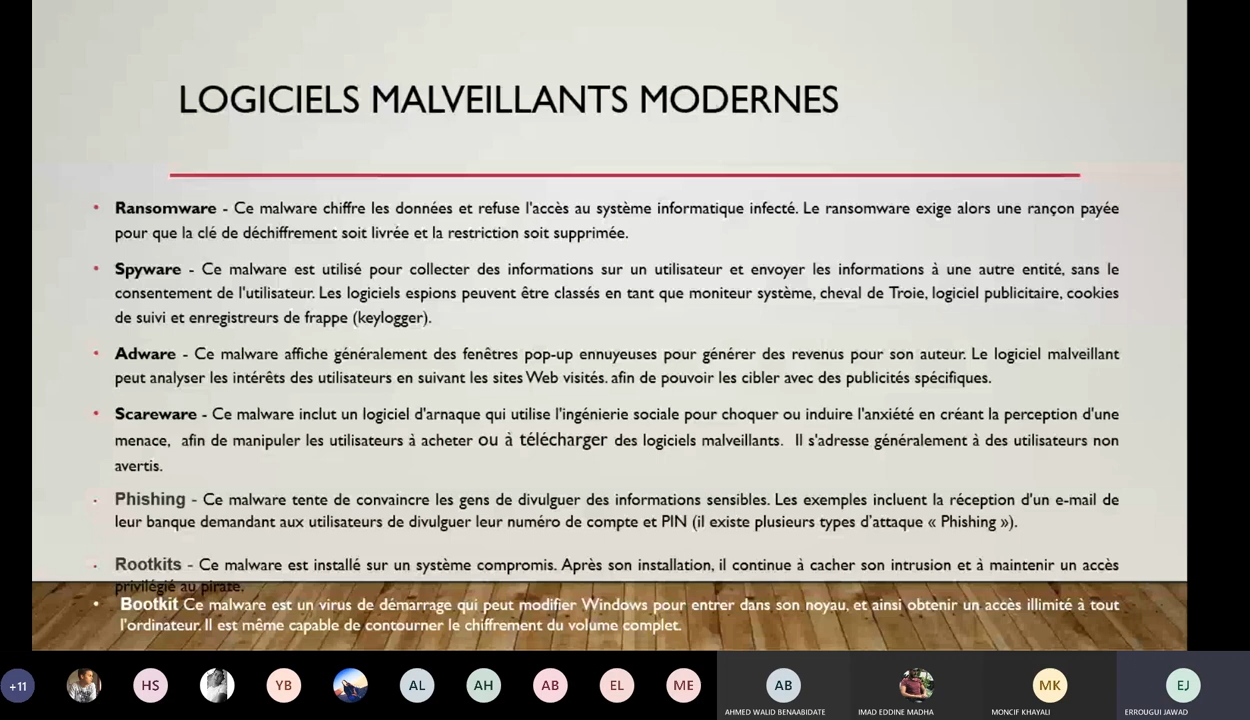 LOGICIELS MALVEILLANTS MODERNES
• Ransomware - Ce malware chiffre les données et refuse l'accès au système informatique infecté. Le ransomware exige alors une rançon payée
pour que la clé de déchiffrement soit livrée et la restriction soit supprimée.
• Spyware - Ce malware est utilisé pour collecter des informations sur un utilisateur et envoyer les informations à une autre entité, sans le
consentement de l'utilisateur. Les logiciels espions peuvent être classés en tant que moniteur système, cheval de Troie, logiciel publicitaire, cookies
de suivi et enregistreurs de frappe (keylogger).
• Adware - Ce malware affiche généralement des fenêtres pop-up ennuyeuses pour générer des revenus pour son auteur. Le logiciel malveillant
peut analyser les intérêts des utilisateurs en suivant les sites Web visités. afin de pouvoir les cibler avec des publicités spécifiques.
• Scareware - Ce malware inclut un logiciel d'arnaque qui utilise l'ingénierie sociale pour choquer ou induire l'anxiété en créant la perception d'une
menace, afin de manipuler les utilisateurs à acheter ou à télécharger des logiciels malveillants. Il s'adresse généralement à des utilisateurs non
avertis.
• Phishing - Ce malware tente de convaincre les gens de divulguer des informations sensibles. Les exemples incluent la réception d'un e-mail de
leur banque demandant aux utilisateurs de divulguer leur numéro de compte et PIN (il existe plusieurs types d'attaque « Phishing »).
• Rootkits - Ce malware est installé sur un système compromis. Après son installation, il continue à cacher son intrusion et à maintenir un accès
privilégié au pirate.
• Bootkit Ce malware est un virus de démarrage qui peut modifier Windows pour entrer dans son noyau, et ainsi obtenir un accès illimité à tout
l'ordinateur. Il est même capable de contourner le chiffrement du volume complet.
+11 HS YB AL AH AB EL ME AB MK EJ
AHMED WALID BENAABIDATE IMAD EDDINE MADHA MONCIF KHAYALI ERROUGUI JAWAD